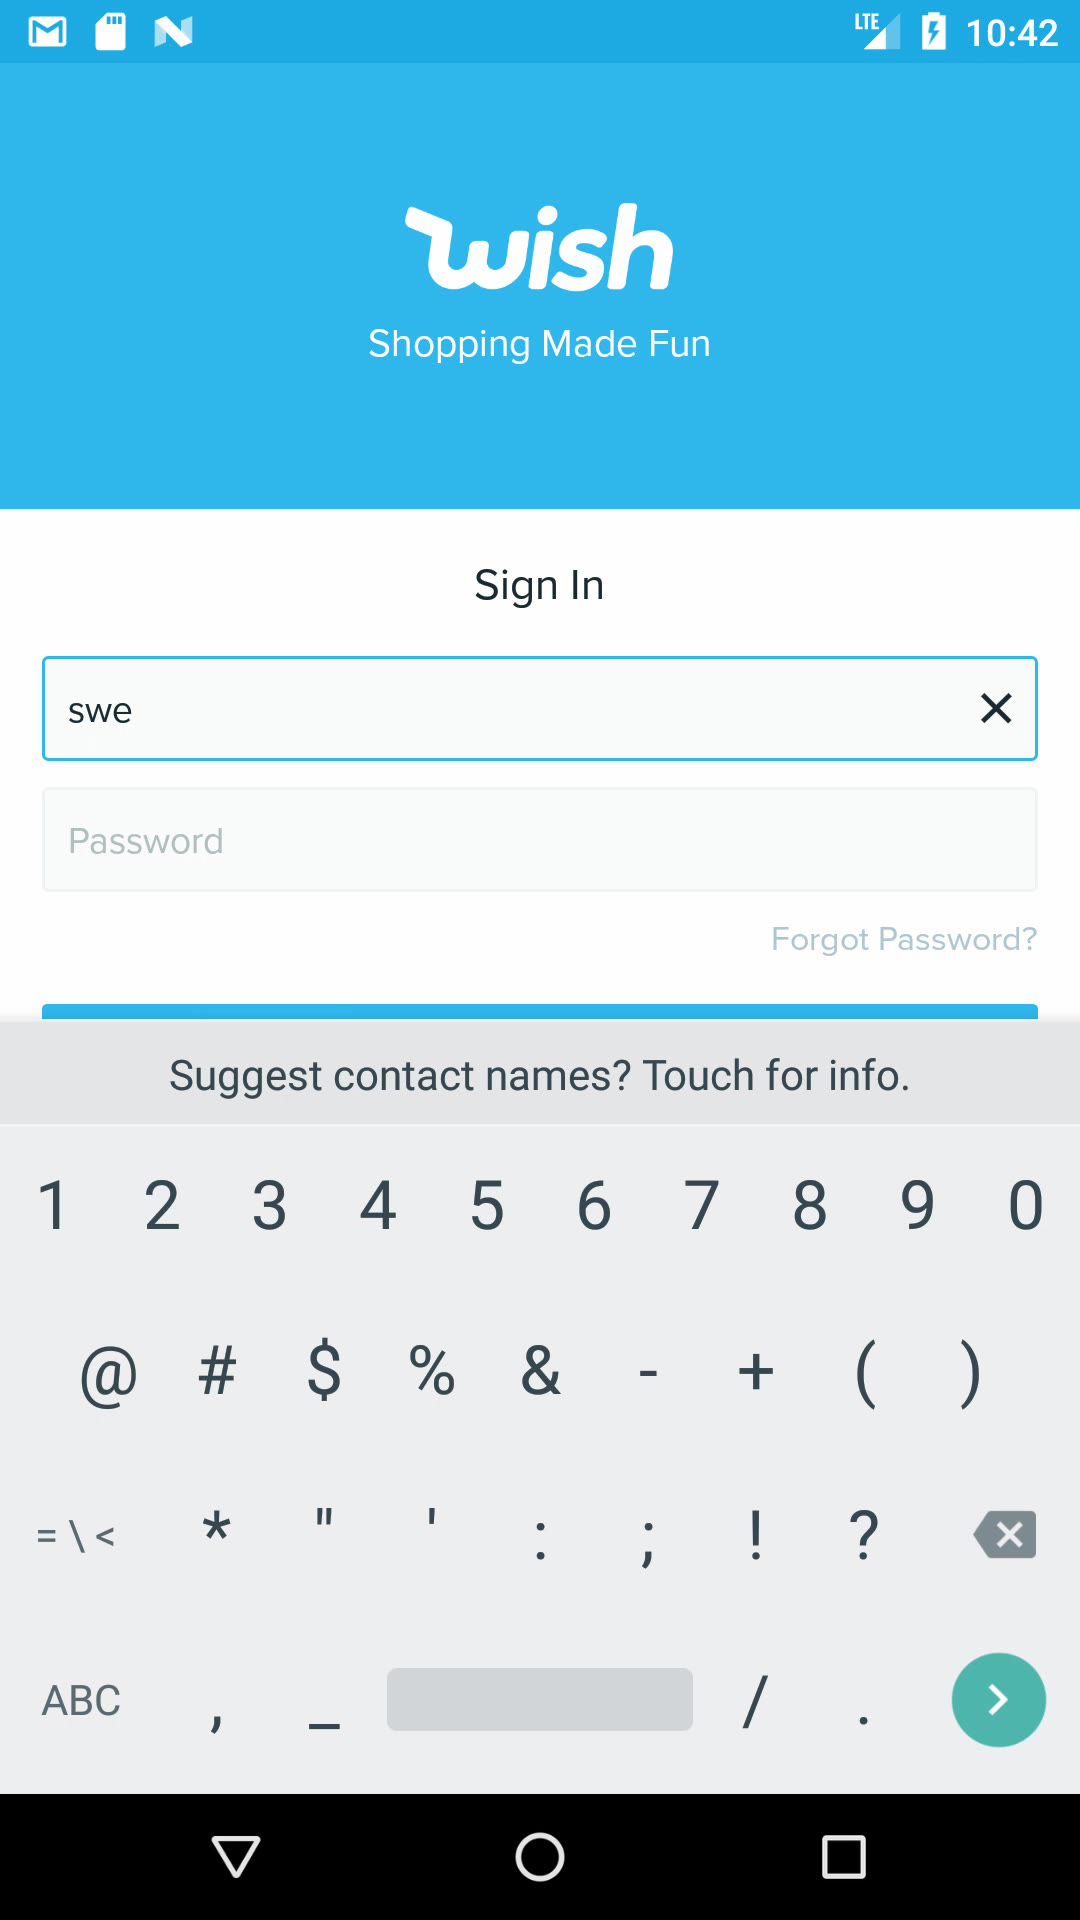 LTE 10:42
wish
Shopping Made Fun
Sign In
swe
Password
Forgot Password?
Suggest contact names? Touch for info.
1 2 3 4 5 6 7 8 9 0
@ # $ % & - + ( )
= \ < * " ' : ; ! ?
ABC , _ / .